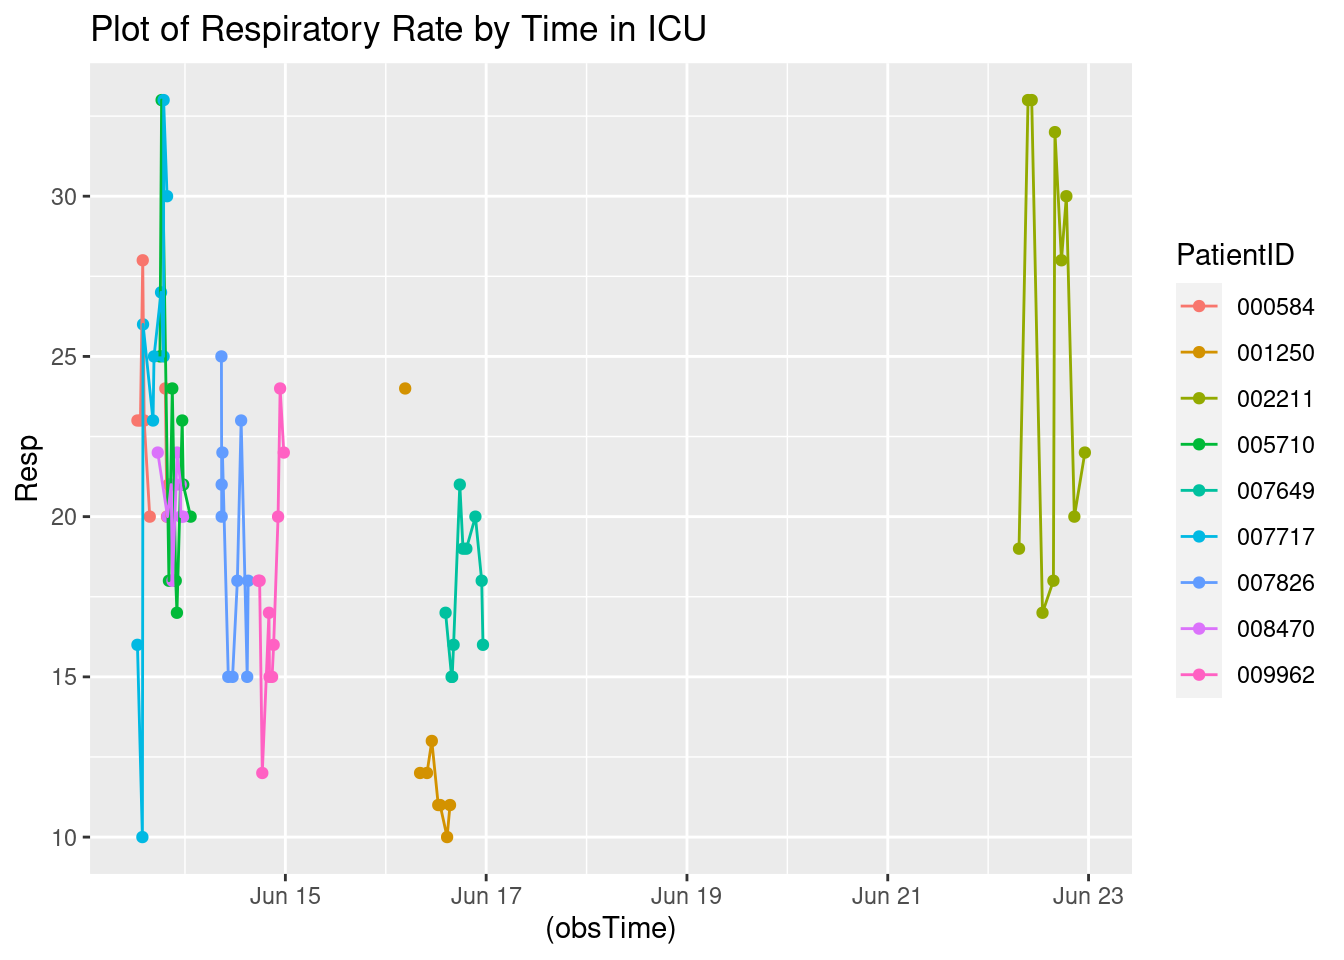 Plot of Respiratory Rate by Time in ICU
Resp
30
25
20
15
10
Jun 15
Jun 17
Jun 19
Jun 21
Jun 23
(obsTime)
PatientID
000584
001250
002211
005710
007649
007717
007826
008470
009962